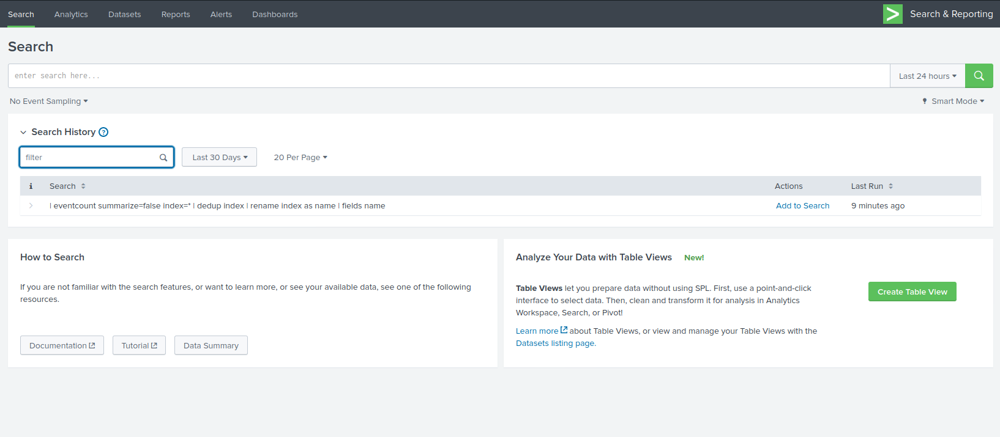 Search Analytics Datasets Reports Alerts Dashboards Search & Reporting
Search
enter search here... Last 24 hours
No Event Sampling Smart Mode
Search History ?
filter Last 30 Days 20 Per Page
i Search Actions Last Run
| eventcount summarize=false index=* | dedup index | rename index as name | fields name Add to Search 9 minutes ago
How to Search
If you are not familiar with the search features, or want to learn more, or see your available data, see one of the following
resources.
Documentation Tutorial Data Summary
Analyze Your Data with Table Views New!
Table Views let you prepare data without using SPL. First, use a point-and-click
interface to select data. Then, clean and transform it for analysis in Analytics
Workspace, Search, or Pivot!
Create Table View
Learn more about Table Views, or view and manage your Table Views with the
Datasets listing page.